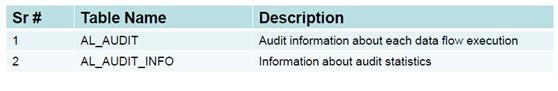 Sr # Table Name Description
1 AL_AUDIT Audit information about each data flow execution
2 AL_AUDIT_INFO Information about audit statistics